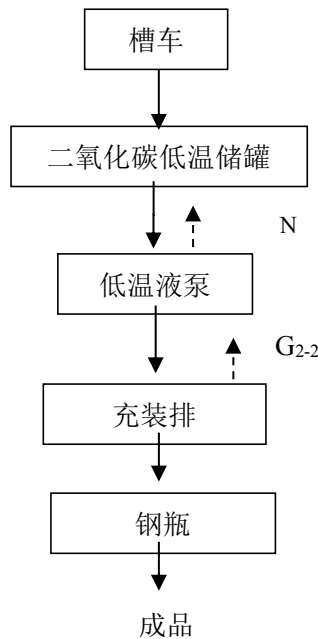 槽车
二氧化碳低温储罐
N
低温液泵
G2-2
充装排
钢瓶
成品